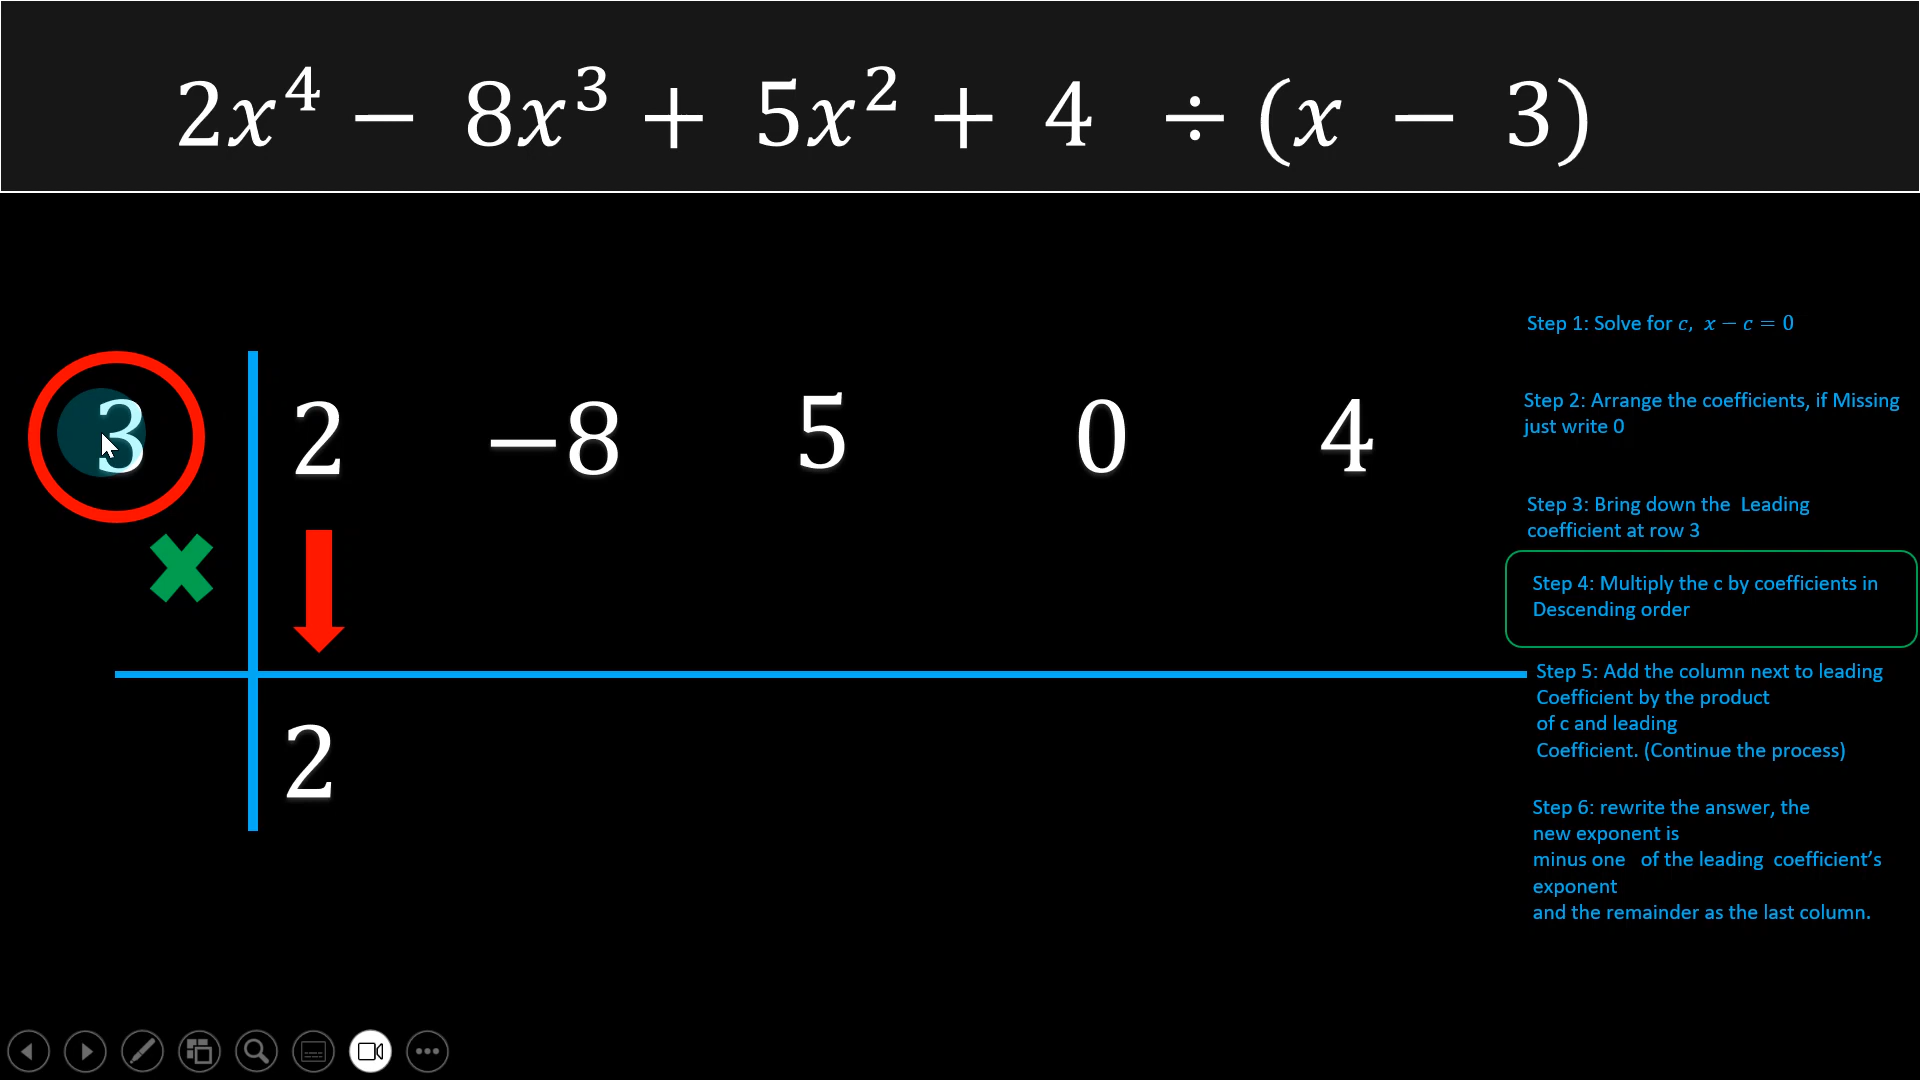 2x⁴ − 8x³ + 5x² + 4 ÷ (x − 3)
Step 1: Solve for c, x − c = 0
Step 2: Arrange the coefficients, if Missing
just write 0
3 2 −8 5 0 4
Step 3: Bring down the Leading
coefficient at row 3
Step 4: Multiply the c by coefficients in
Descending order
Step 5: Add the column next to leading
Coefficient by the product
of c and leading
Coefficient. (Continue the process)
2
Step 6: rewrite the answer, the
new exponent is
minus one of the leading coefficient’s
exponent
and the remainder as the last column.